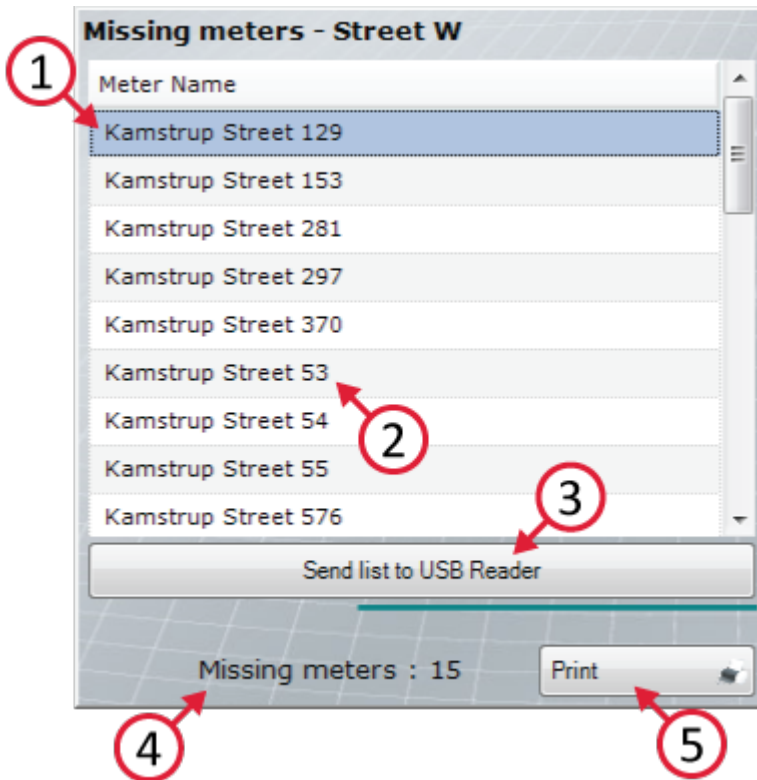 Missing meters - Street W
1
Meter Name
Kamstrup Street 129
Kamstrup Street 153
Kamstrup Street 281
Kamstrup Street 297
Kamstrup Street 370
Kamstrup Street 53
2
Kamstrup Street 54
Kamstrup Street 55
3
Kamstrup Street 576
Send list to USB Reader
Missing meters : 15
Print
4
5